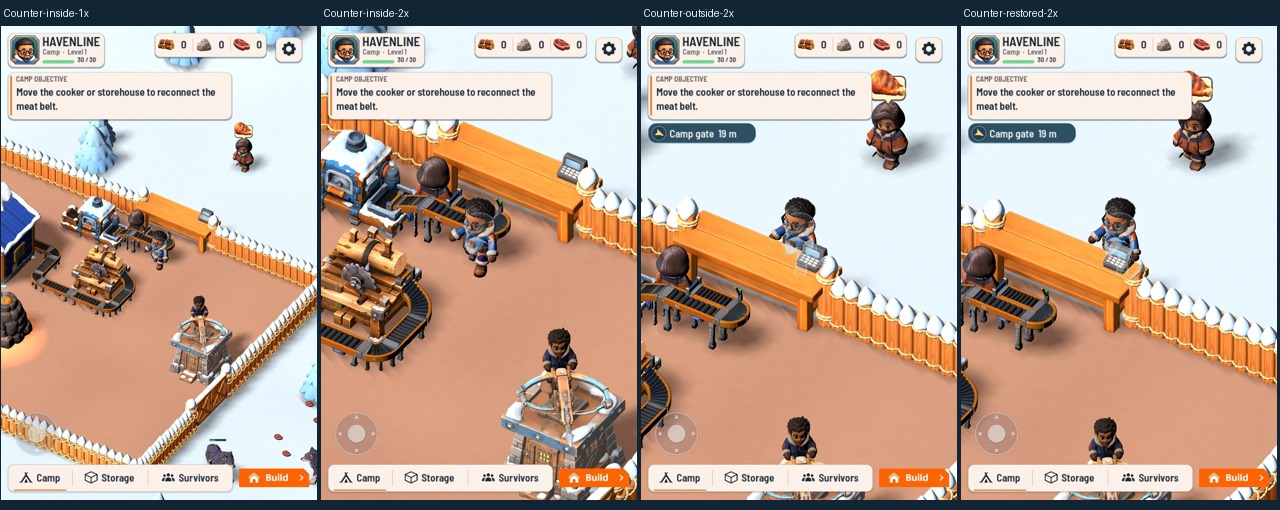 Counter-inside-1x
HAVENLINE
Camp · Level 1
30 / 30
0 0 0
CAMP OBJECTIVE
Move the cooker or storehouse to reconnect the
meat belt.
Camp Storage Survivors Build
Counter-inside-2x
HAVENLINE
Camp · Level 1
30 / 30
0 0 0
CAMP OBJECTIVE
Move the cooker or storehouse to reconnect the
meat belt.
Camp Storage Survivors Build
Counter-outside-2x
HAVENLINE
Camp · Level 1
30 / 30
0 0 0
CAMP OBJECTIVE
Move the cooker or storehouse to reconnect the
meat belt.
Camp gate 19 m
Camp Storage Survivors Build
Counter-restored-2x
HAVENLINE
Camp · Level 1
30 / 30
0 0 0
CAMP OBJECTIVE
Move the cooker or storehouse to reconnect the
meat belt.
Camp gate 19 m
Camp Storage Survivors Build